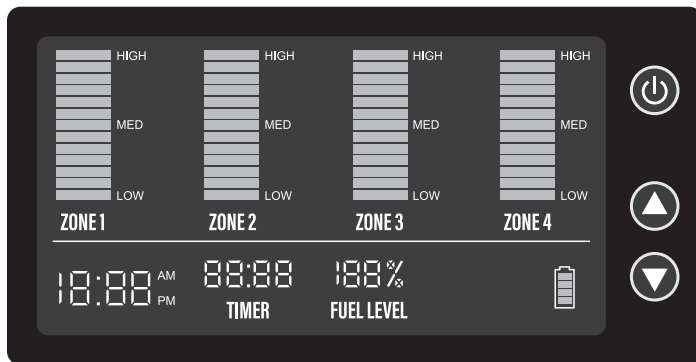 HIGH HIGH HIGH HIGH
MED MED MED MED
LOW LOW LOW LOW
ZONE 1 ZONE 2 ZONE 3 ZONE 4
18:88 AM PM 88:88 188%
TIMER FUEL LEVEL